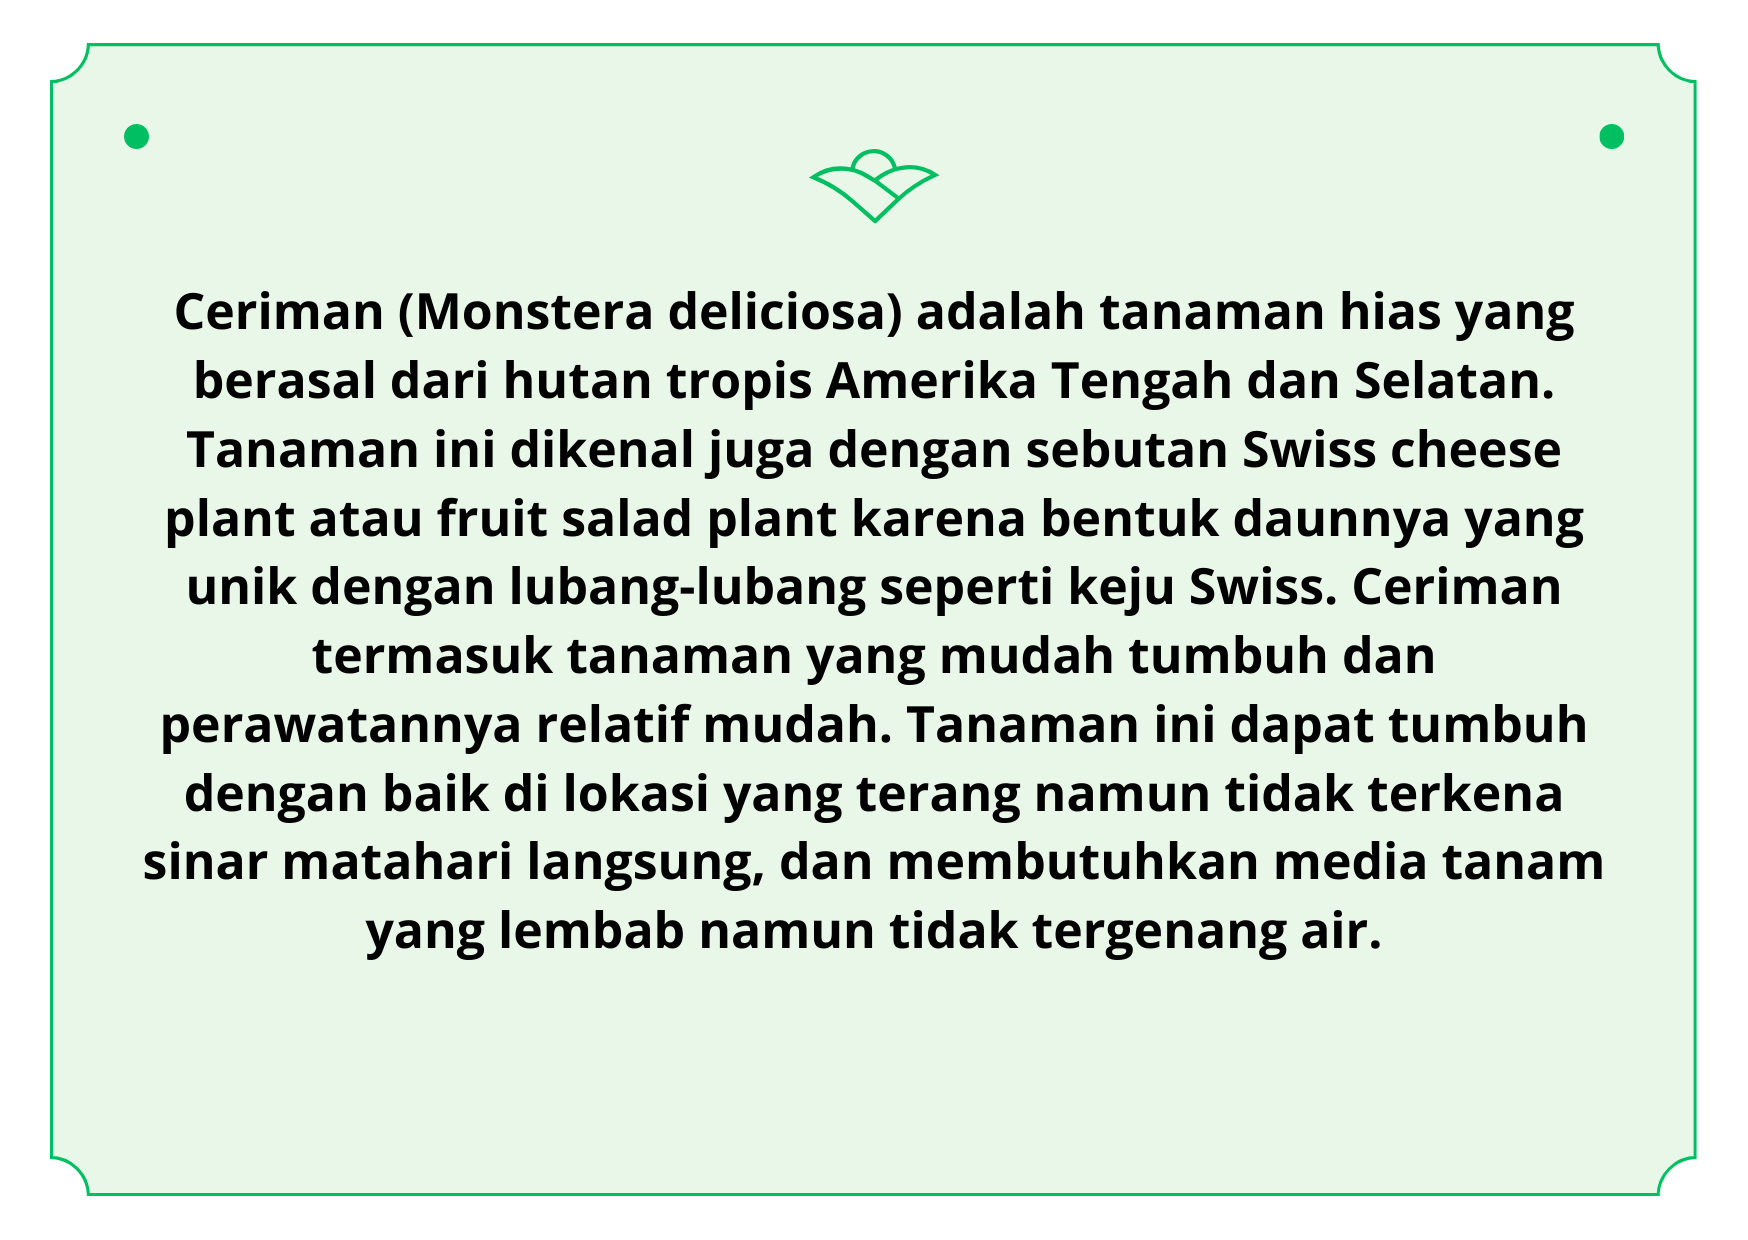 Ceriman (Monstera deliciosa) adalah tanaman hias yang
berasal dari hutan tropis Amerika Tengah dan Selatan.
Tanaman ini dikenal juga dengan sebutan Swiss cheese
plant atau fruit salad plant karena bentuk daunnya yang
unik dengan lubang-lubang seperti keju Swiss. Ceriman
termasuk tanaman yang mudah tumbuh dan
perawatannya relatif mudah. Tanaman ini dapat tumbuh
dengan baik di lokasi yang terang namun tidak terkena
sinar matahari langsung, dan membutuhkan media tanam
yang lembab namun tidak tergenang air.